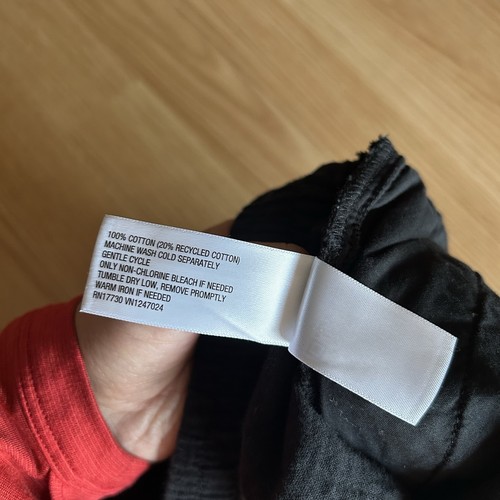 100% COTTON (20% RECYCLED COTTON)
MACHINE WASH COLD SEPARATELY
GENTLE CYCLE
ONLY NON-CHLORINE BLEACH IF NEEDED
TUMBLE DRY LOW, REMOVE PROMPTLY
WARM IRON IF NEEDED
RN17730 VN1247024